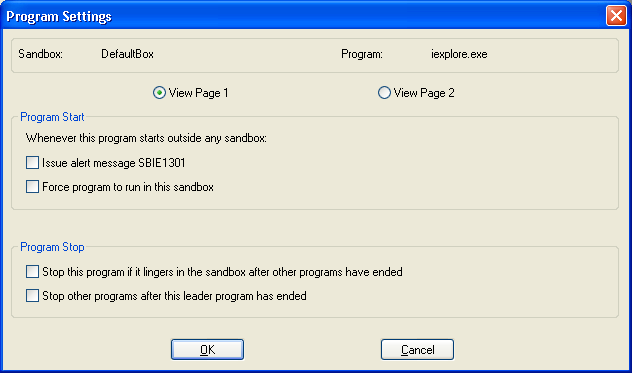 Program Settings
Sandbox: DefaultBox Program: iexplore.exe
View Page 1 View Page 2
Program Start
Whenever this program starts outside any sandbox:
Issue alert message SBIE1301
Force program to run in this sandbox
Program Stop
Stop this program if it lingers in the sandbox after other programs have ended
Stop other programs after this leader program has ended
OK Cancel